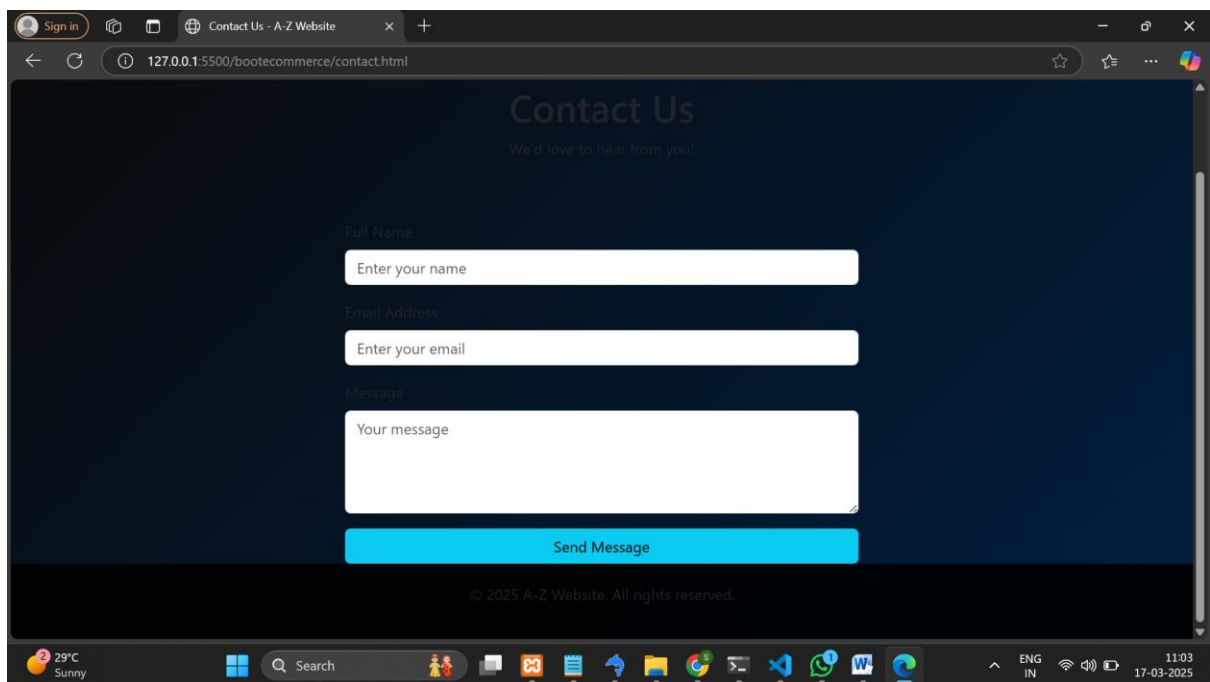 Sign in
Contact Us - A-Z Website
127.0.0.1:5500/bootecommerce/contact.html
Contact Us
We'd love to hear from you!
Full Name
Enter your name
Email Address
Enter your email
Message
Your message
Send Message
© 2025 A-Z Website. All rights reserved.
2
29°C
Sunny
Search
S
1
W
ENG
IN
11:03
17-03-2025